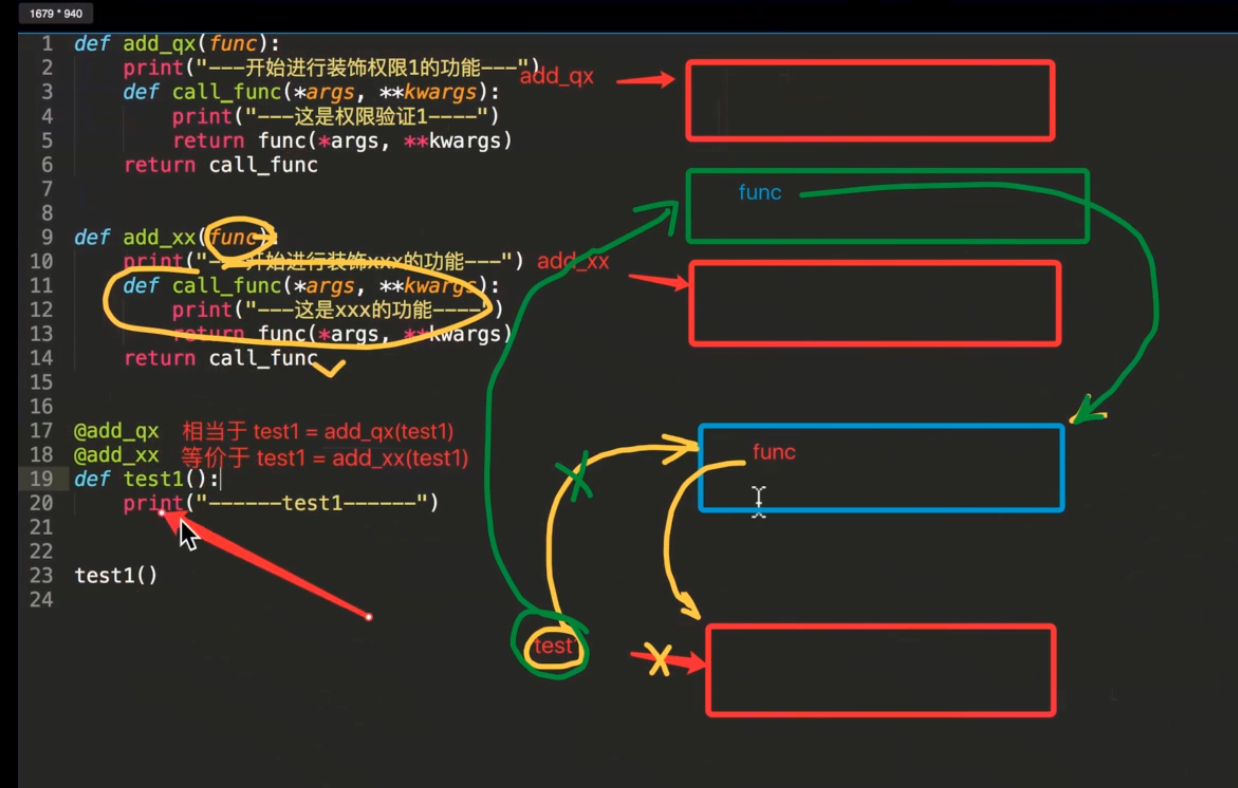 1679 * 940
1 def add_qx(func):
2 print("---开始进行装饰权限1的功能---")
add_qx
3 def call_func(*args, **kwargs):
4 print("---这是权限验证1----")
5 return func(*args, **kwargs)
6 return call_func
7
func
8
9 def add_xx(func):
10 print("---开始进行装饰xxx的功能---") add_xx
11 def call_func(*args, **kwargs):
12 print("---这是xxx的功能----")
13 return func(*args, **kwargs)
14 return call_func
15
16
17 @add_qx 相当于 test1 = add_qx(test1)
18 @add_xx 等价于 test1 = add_xx(test1)
func
19 def test1():
20 print("------test1------")
21
22
23 test1()
24
test